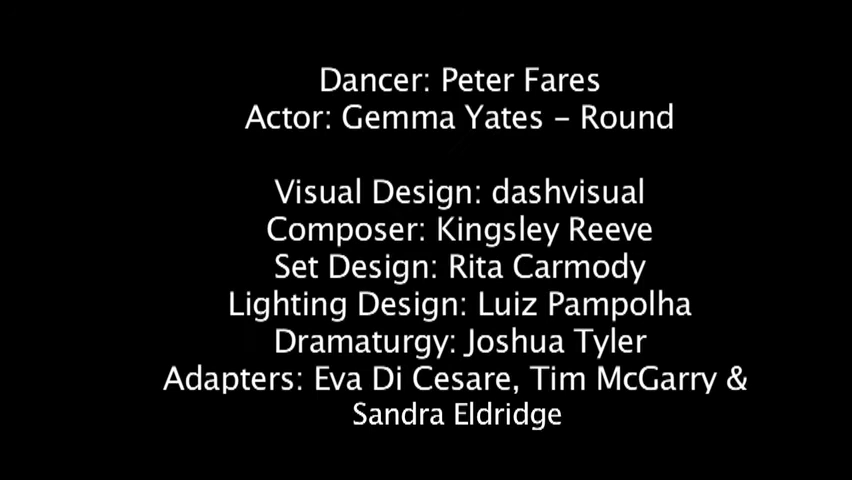 Dancer: Peter Fares
Actor: Gemma Yates – Round
Visual Design: dashvisual
Composer: Kingsley Reeve
Set Design: Rita Carmody
Lighting Design: Luiz Pampolha
Dramaturgy: Joshua Tyler
Adapters: Eva Di Cesare, Tim McGarry &
Sandra Eldridge